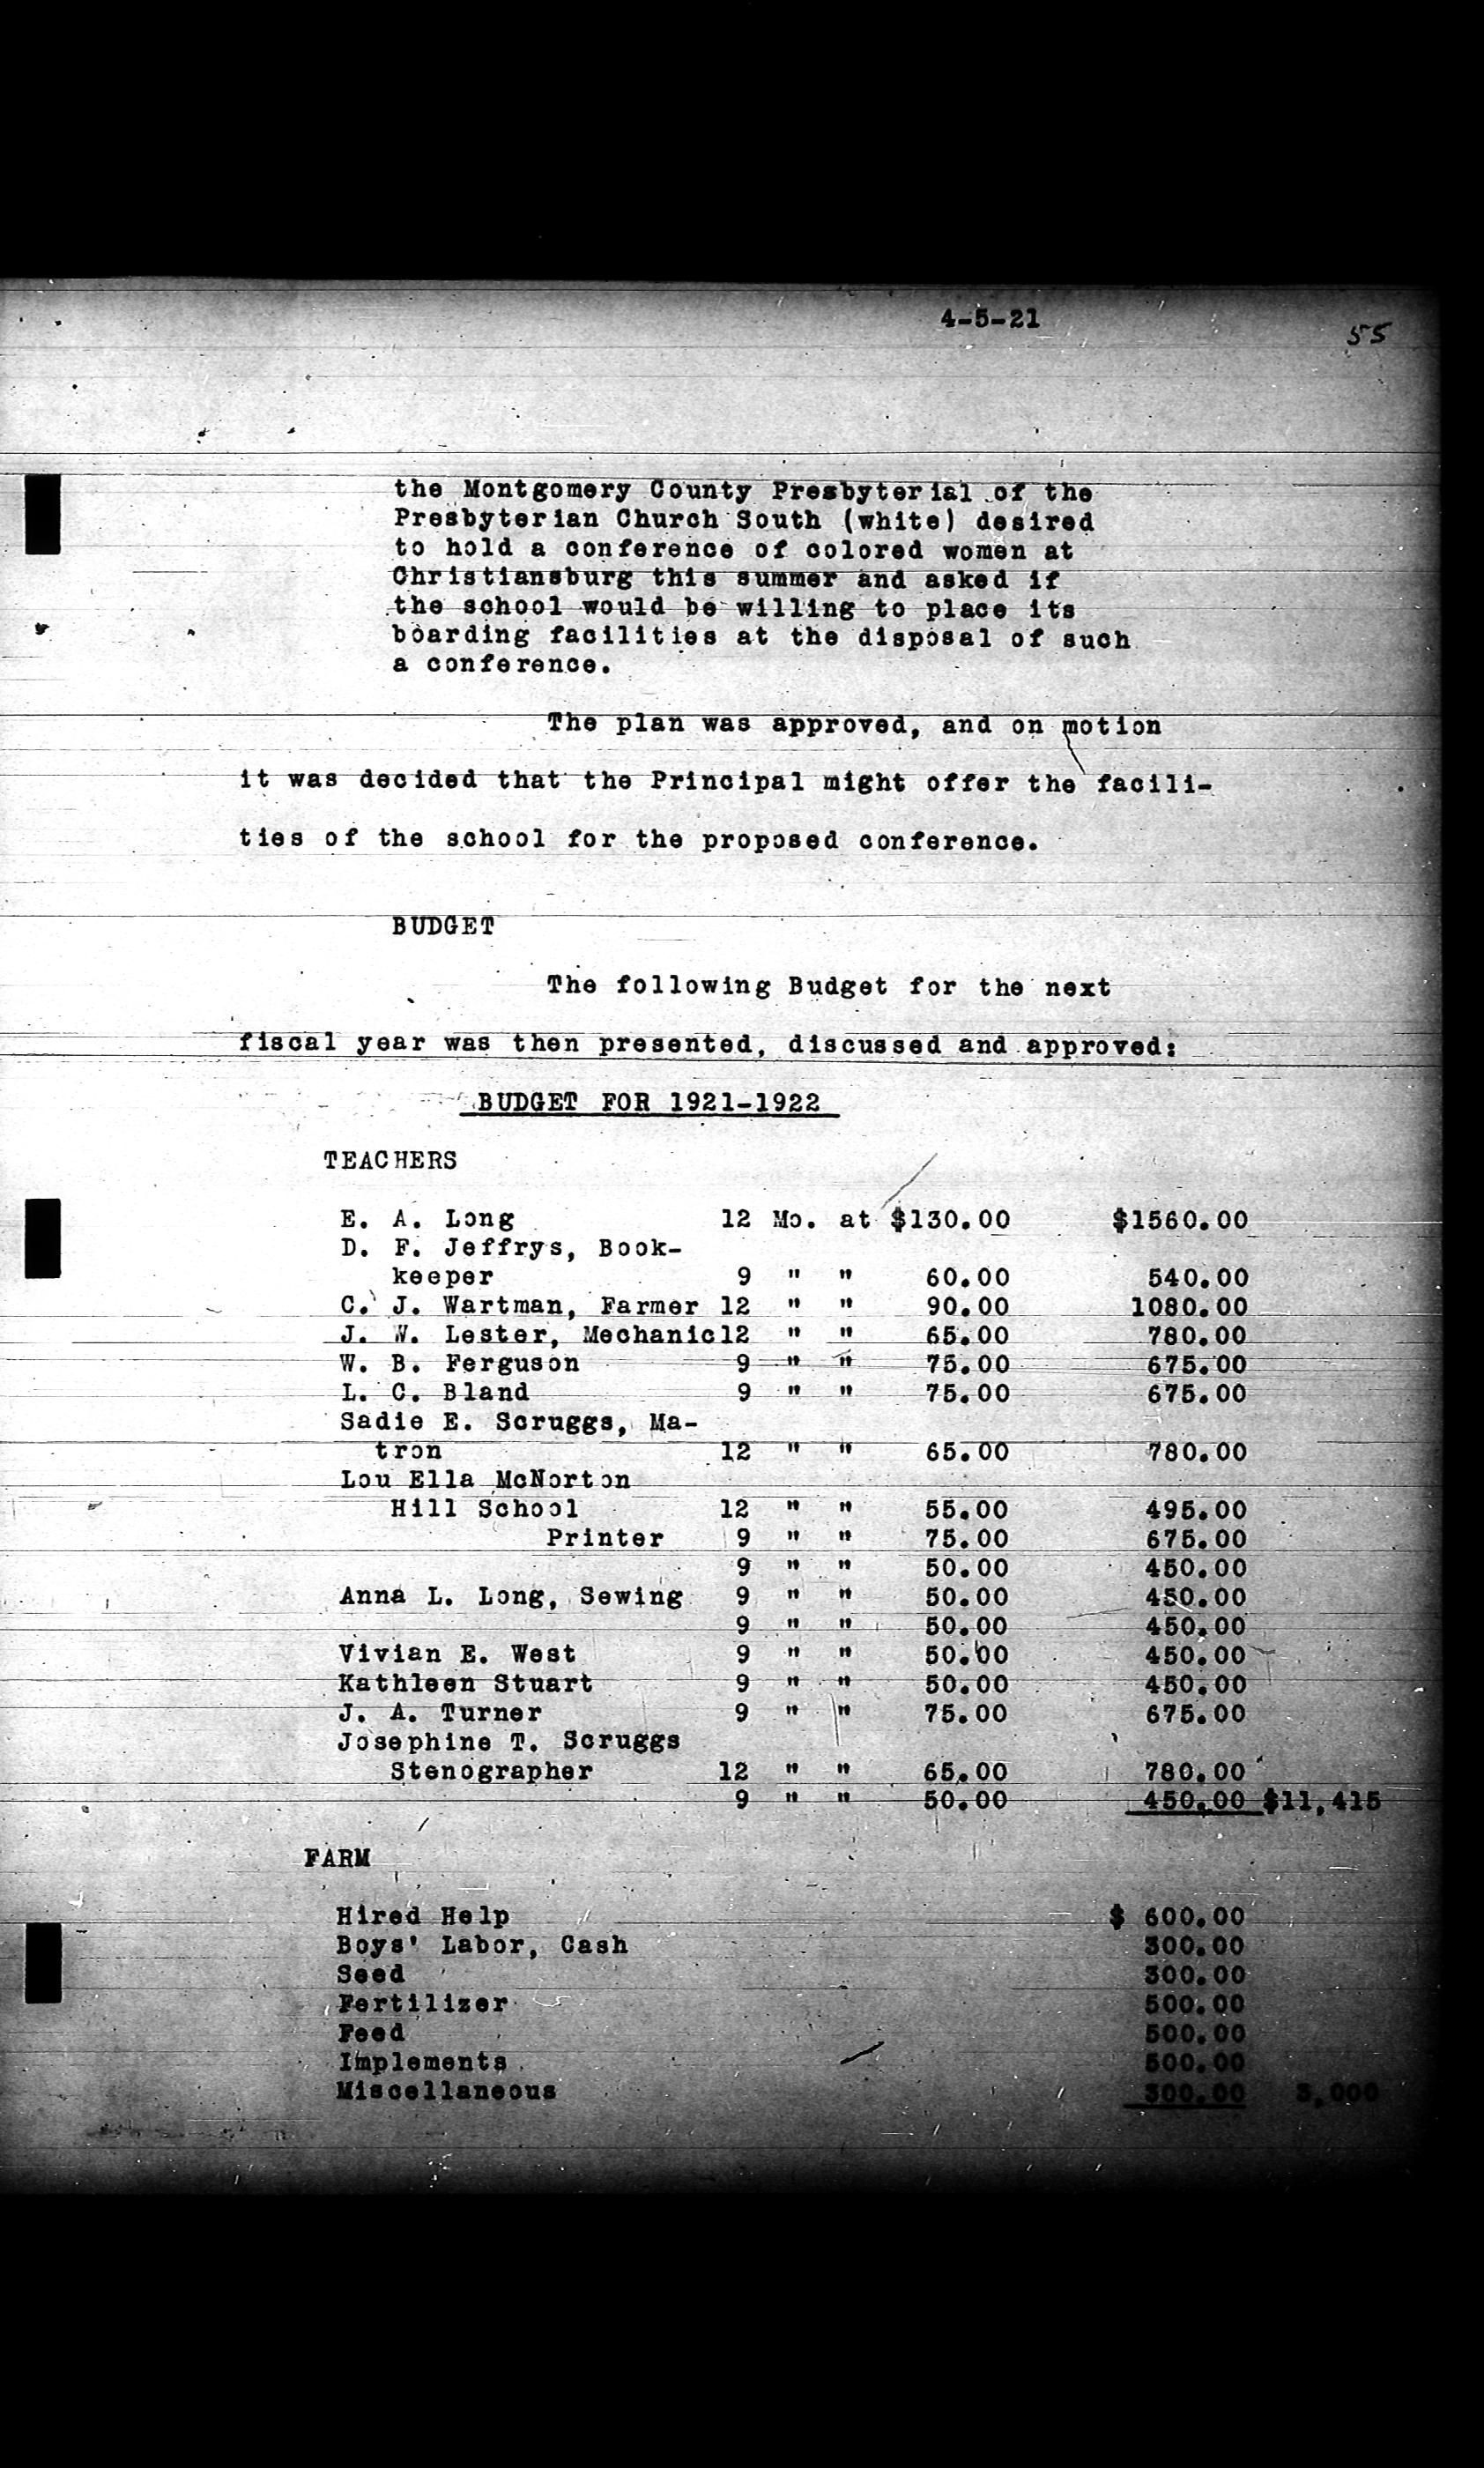 4-5-21
55
the Montgomery County Presbyterial of the
Presbyterian Church South (white) desired
to hold a conference of colored women at
Christiansburg this summer and asked if
the school would be willing to place its
boarding facilities at the disposal of such
a conference.
The plan was approved, and on motion
it was decided that the Principal might offer the facili-
ties of the school for the proposed conference.
BUDGET
The following Budget for the next
fiscal year was then presented, discussed and approved:
BUDGET FOR 1921-1922
TEACHERS
E. A. Long 12 Mo. at $130.00 $1560.00
D. F. Jeffrys, Book-
keeper 9 " " 60.00 540.00
C. J. Wartman, Farmer 12 " " 90.00 1080.00
J. W. Lester, Mechanic12 " " 65.00 780.00
W. B. Ferguson 9 " " 75.00 675.00
L. C. Bland 9 " " 75.00 675.00
Sadie E. Scruggs, Ma-
tron 12 " " 65.00 780.00
Lou Ella McNorton
Hill School 12 " " 55.00 495.00
Printer 9 " " 75.00 675.00
9 " " 50.00 450.00
Anna L. Long, Sewing 9 " " 50.00 450.00
9 " " 50.00 450.00
Vivian E. West 9 " " 50.00 450.00
Kathleen Stuart 9 " " 50.00 450.00
J. A. Turner 9 " " 75.00 675.00
Josephine T. Scruggs
Stenographer 12 " " 65.00 780.00
9 " " 50.00 450.00 $11,415
FARM
Hired Help $ 600.00
Boys' Labor, Cash 300.00
Seed 300.00
Fertilizer 500.00
Feed 500.00
Implements 500.00
Miscellaneous 300.00 3,000